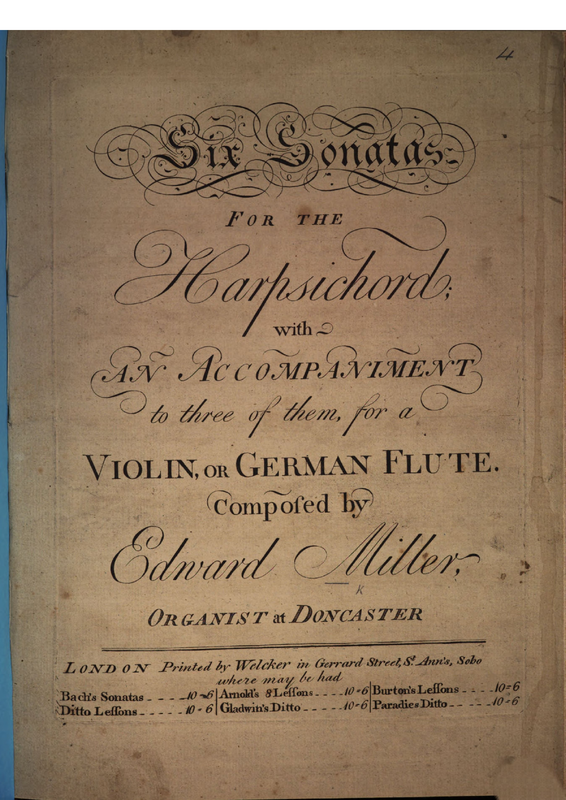 4
Six Sonatas
FOR THE
Harpsichord;
with
AN ACCOMPANIMENT
to three of them, for a
VIOLIN, OR GERMAN FLUTE.
Compoſed by
Edward Miller,
K
ORGANIST at DONCASTER
LONDON Printed by Welcker in Gerrard Street, St. Ann's, Soho
where may be had
Bach's Sonatas - - - - 10-6 | Arnold's 8 Leſſons - - - 10-6 | Burton's Leſſons - - - - 10-6
Ditto Leſſons - - - - - 10-6 | Gladwin's Ditto - - - - 10-6 | Paradies Ditto - - - - - 10-6